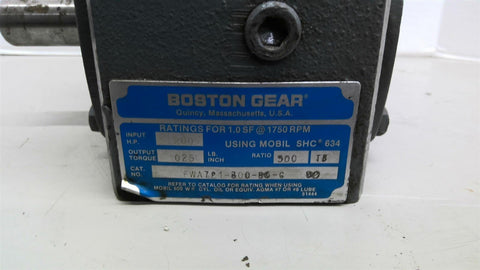 BOSTON GEAR®
Quincy, Massachusetts, U.S.A.
RATINGS FOR 1.0 SF @ 1750 RPM
INPUT H.P. USING MOBIL SHC 634
OUTPUT TORQUE LB. INCH RATIO 300
CAT. NO.
REFER TO CATALOG FOR RATING WHEN USING
MOBIL 600 W.P. CYL. OIL OR EQUIV. AGMA #7 OR #8 LUBE